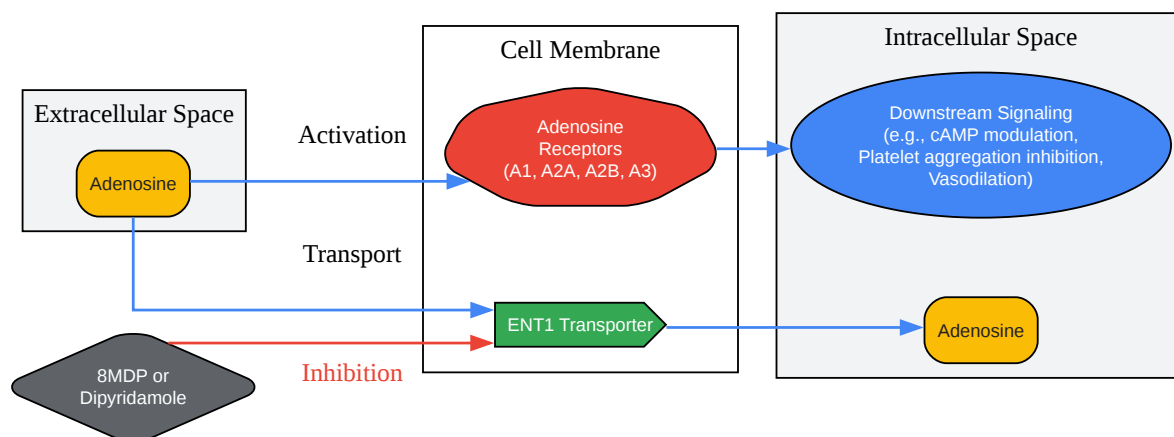 Extracellular Space
Adenosine
Activation
Transport
8MDP or
Dipyridamole
Inhibition
Cell Membrane
Adenosine
Receptors
(A1, A2A, A2B, A3)
ENT1 Transporter
Intracellular Space
Downstream Signaling
(e.g., cAMP modulation,
Platelet aggregation inhibition,
Vasodilation)
Adenosine